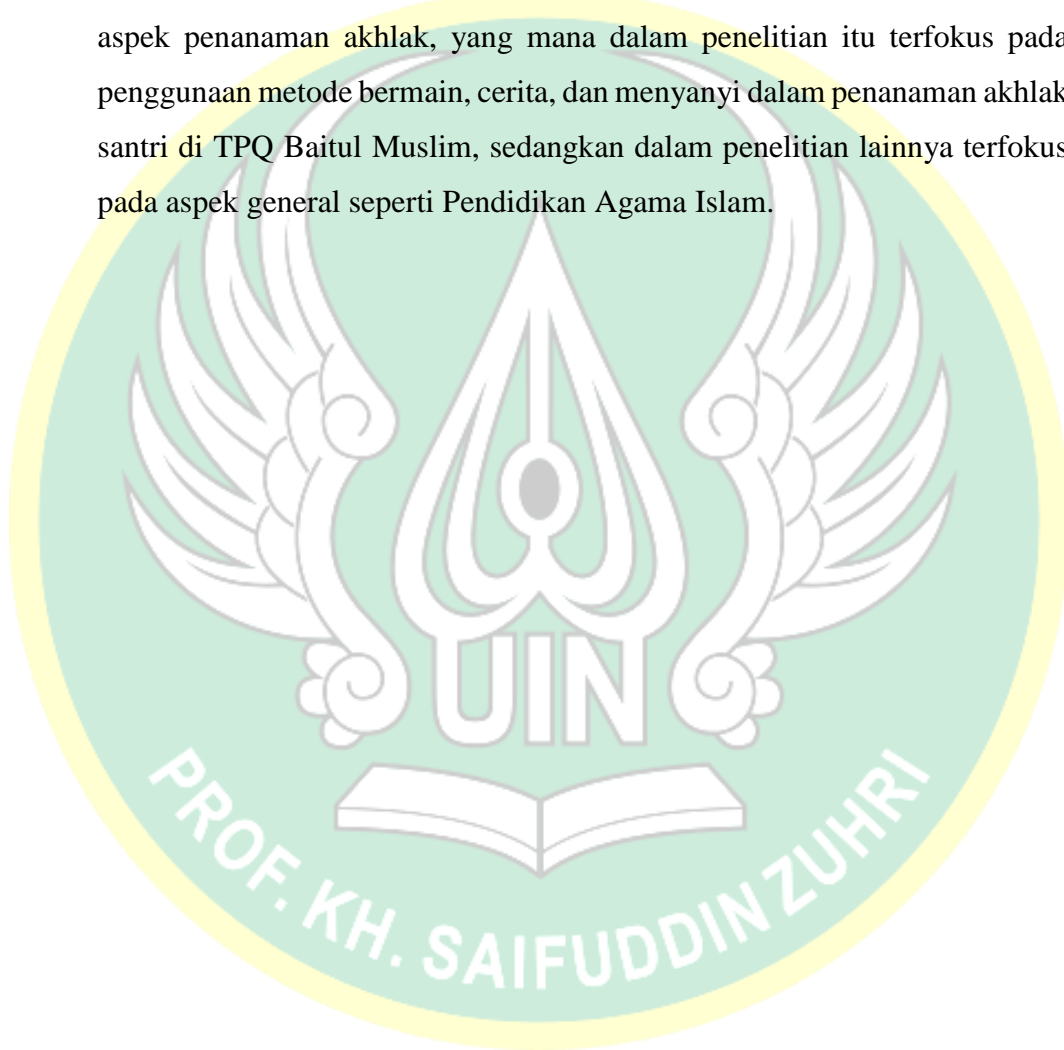 aspek penanaman akhlak, yang mana dalam penelitian itu terfokus pada
penggunaan metode bermain, cerita, dan menyanyi dalam penanaman akhlak
santri di TPQ Baitul Muslim, sedangkan dalam penelitian lainnya terfokus
pada aspek general seperti Pendidikan Agama Islam.
UIN
PROF. KH. SAIFUDDIN ZUHRI